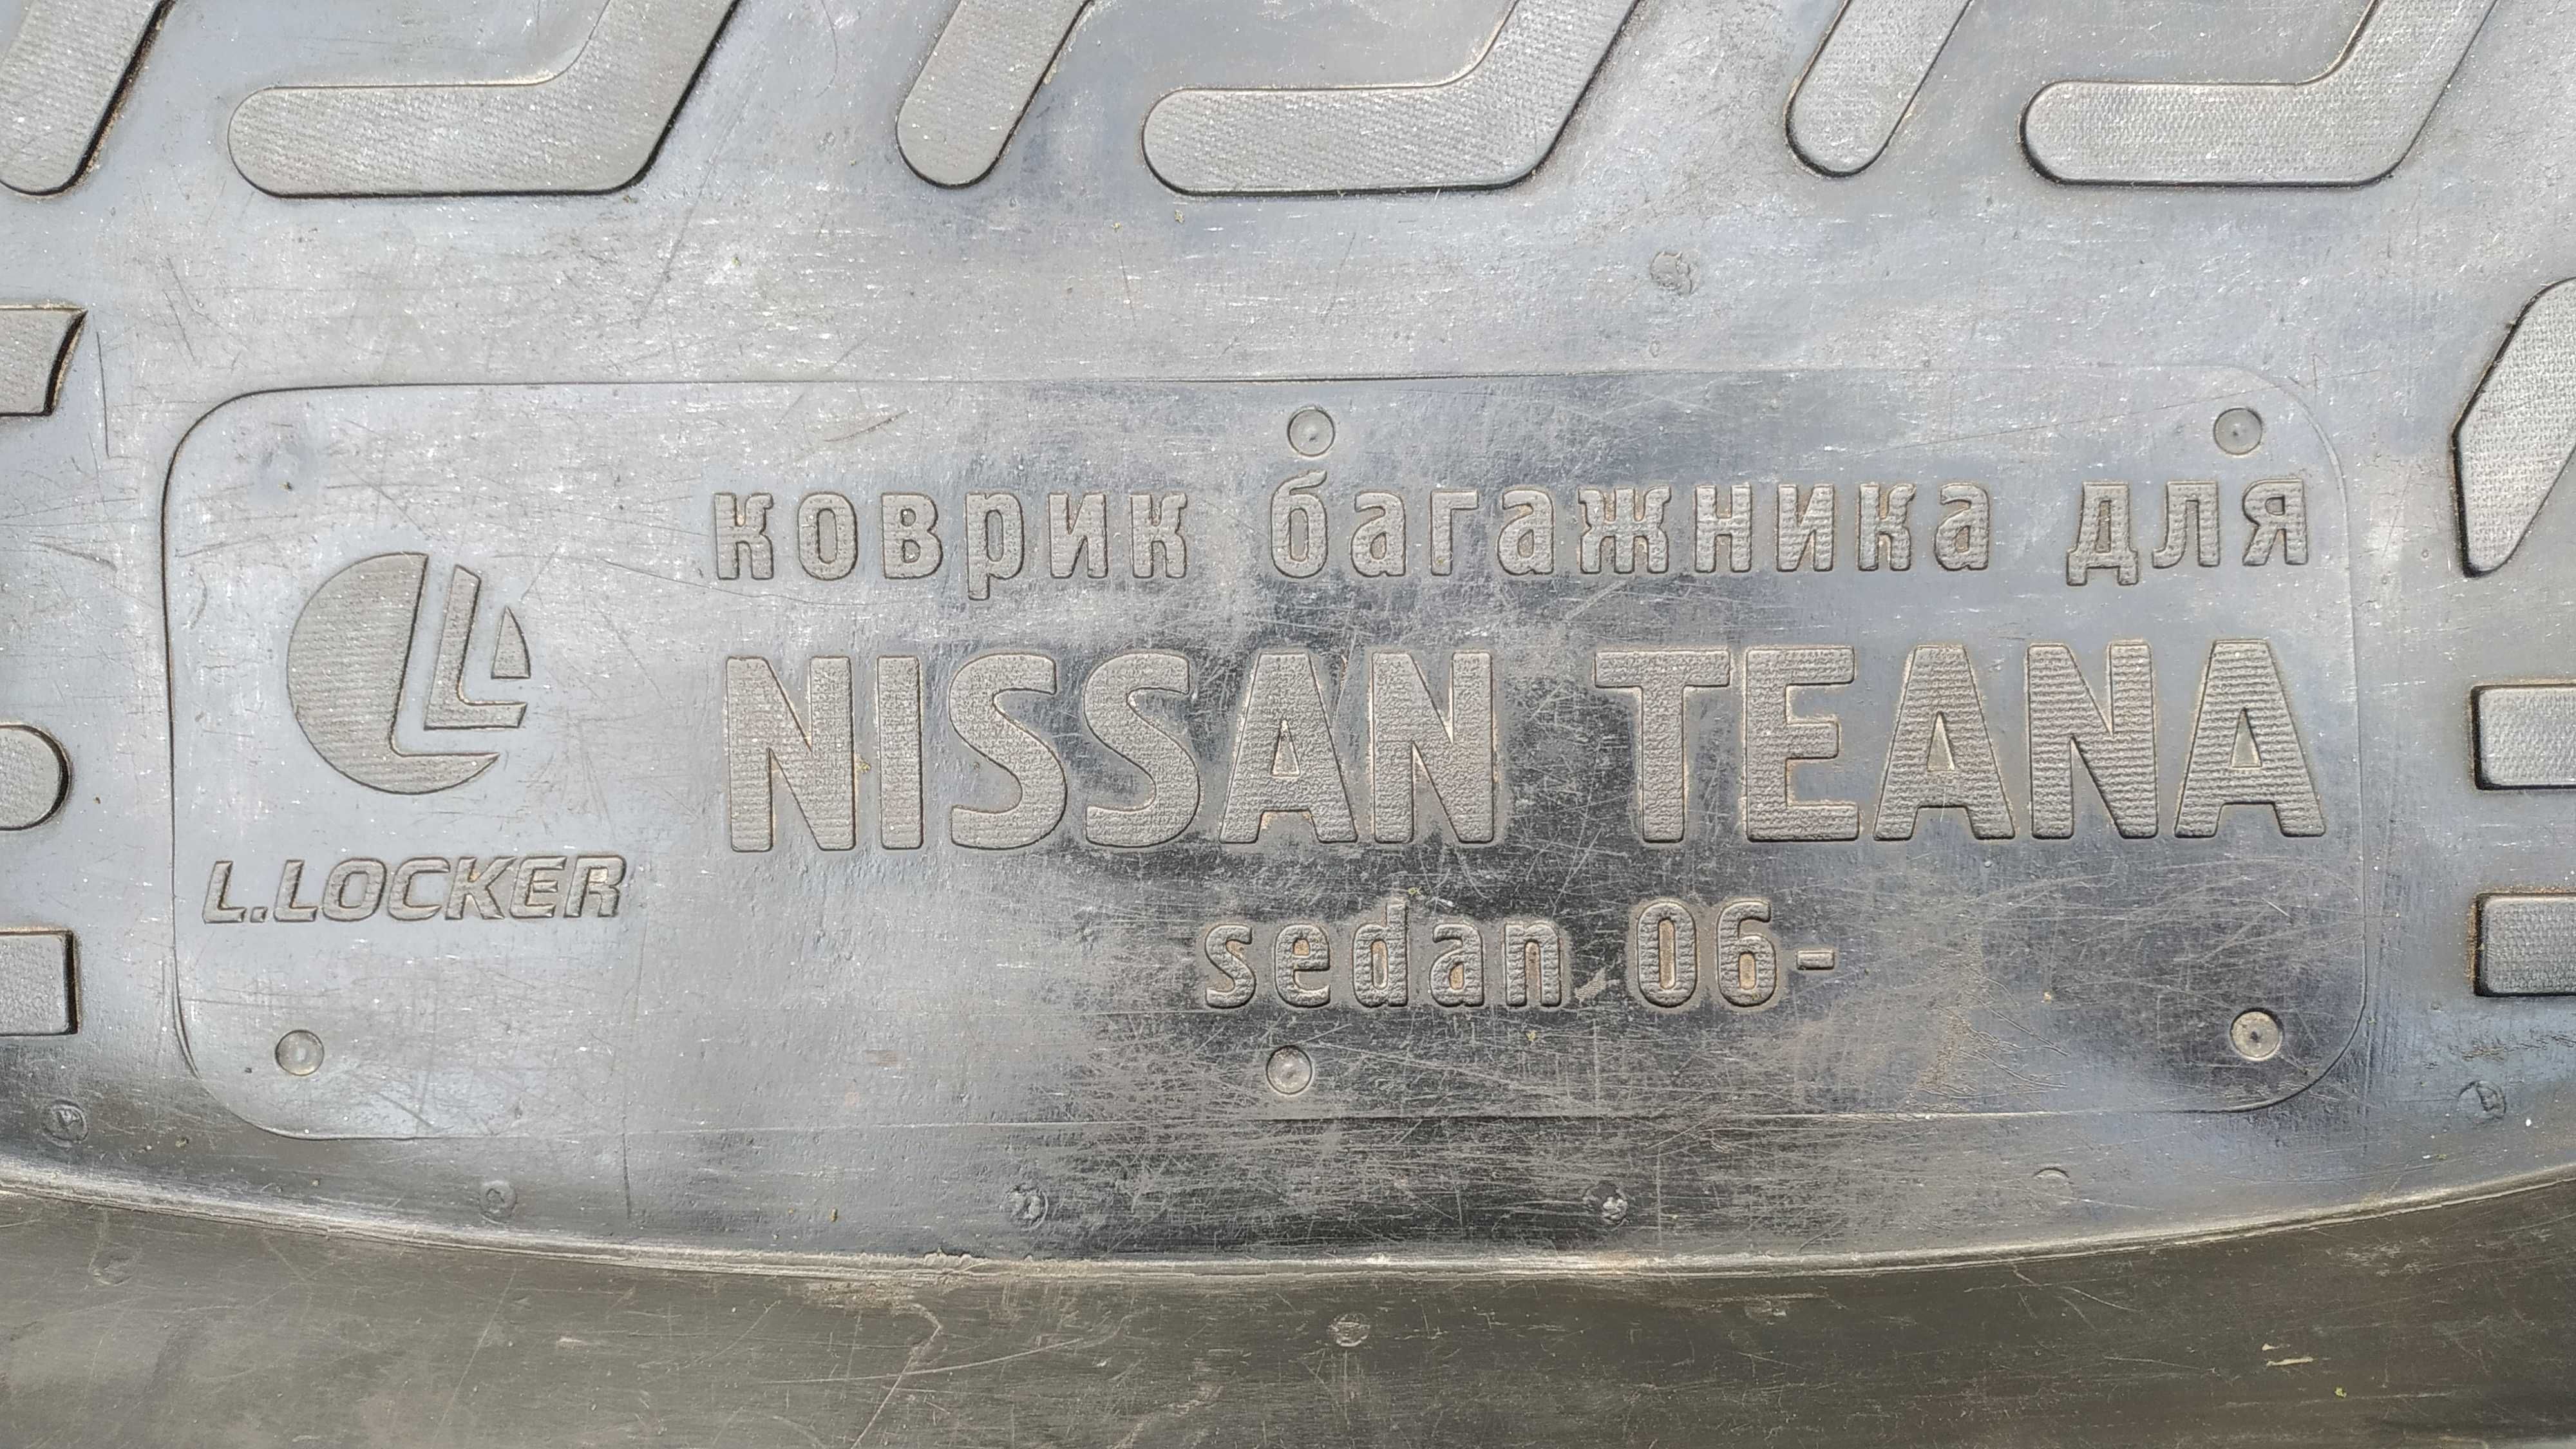 коврик багажника для
NISSAN TEANA
L.LOCKER
sedan 06-